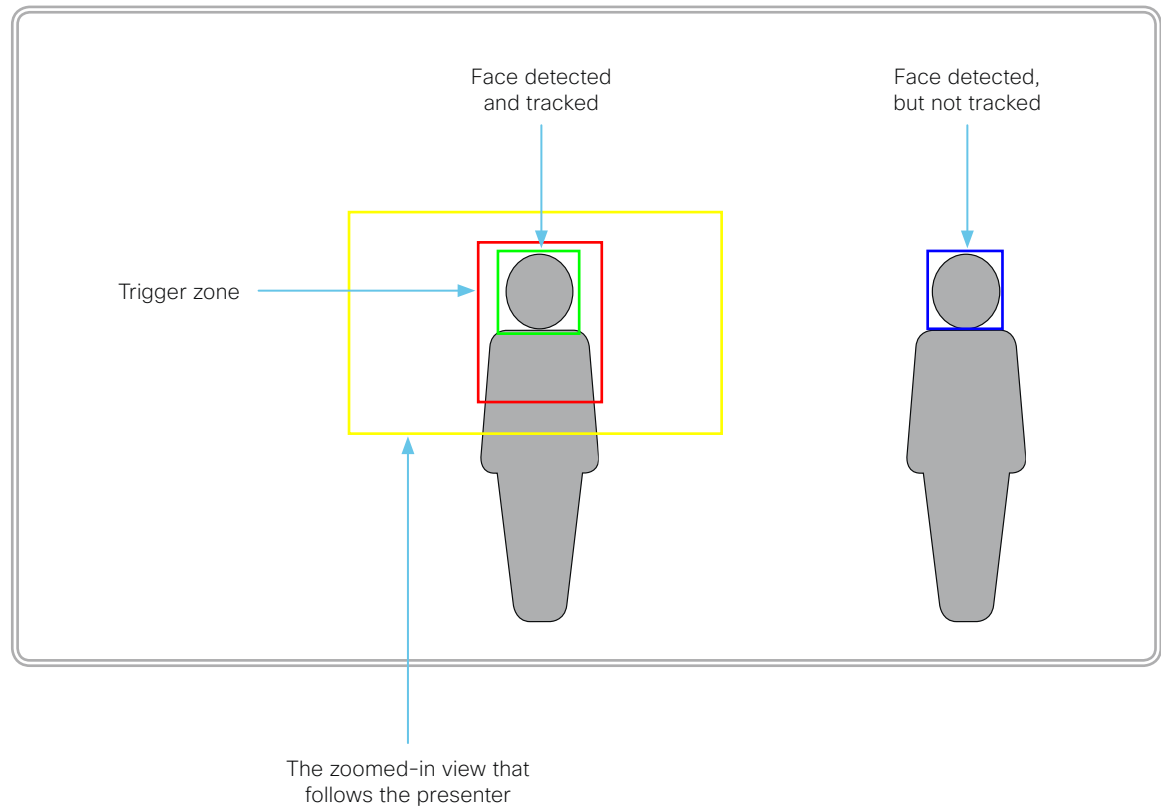 Face detected
and tracked
Face detected,
but not tracked
Trigger zone
The zoomed-in view that
follows the presenter